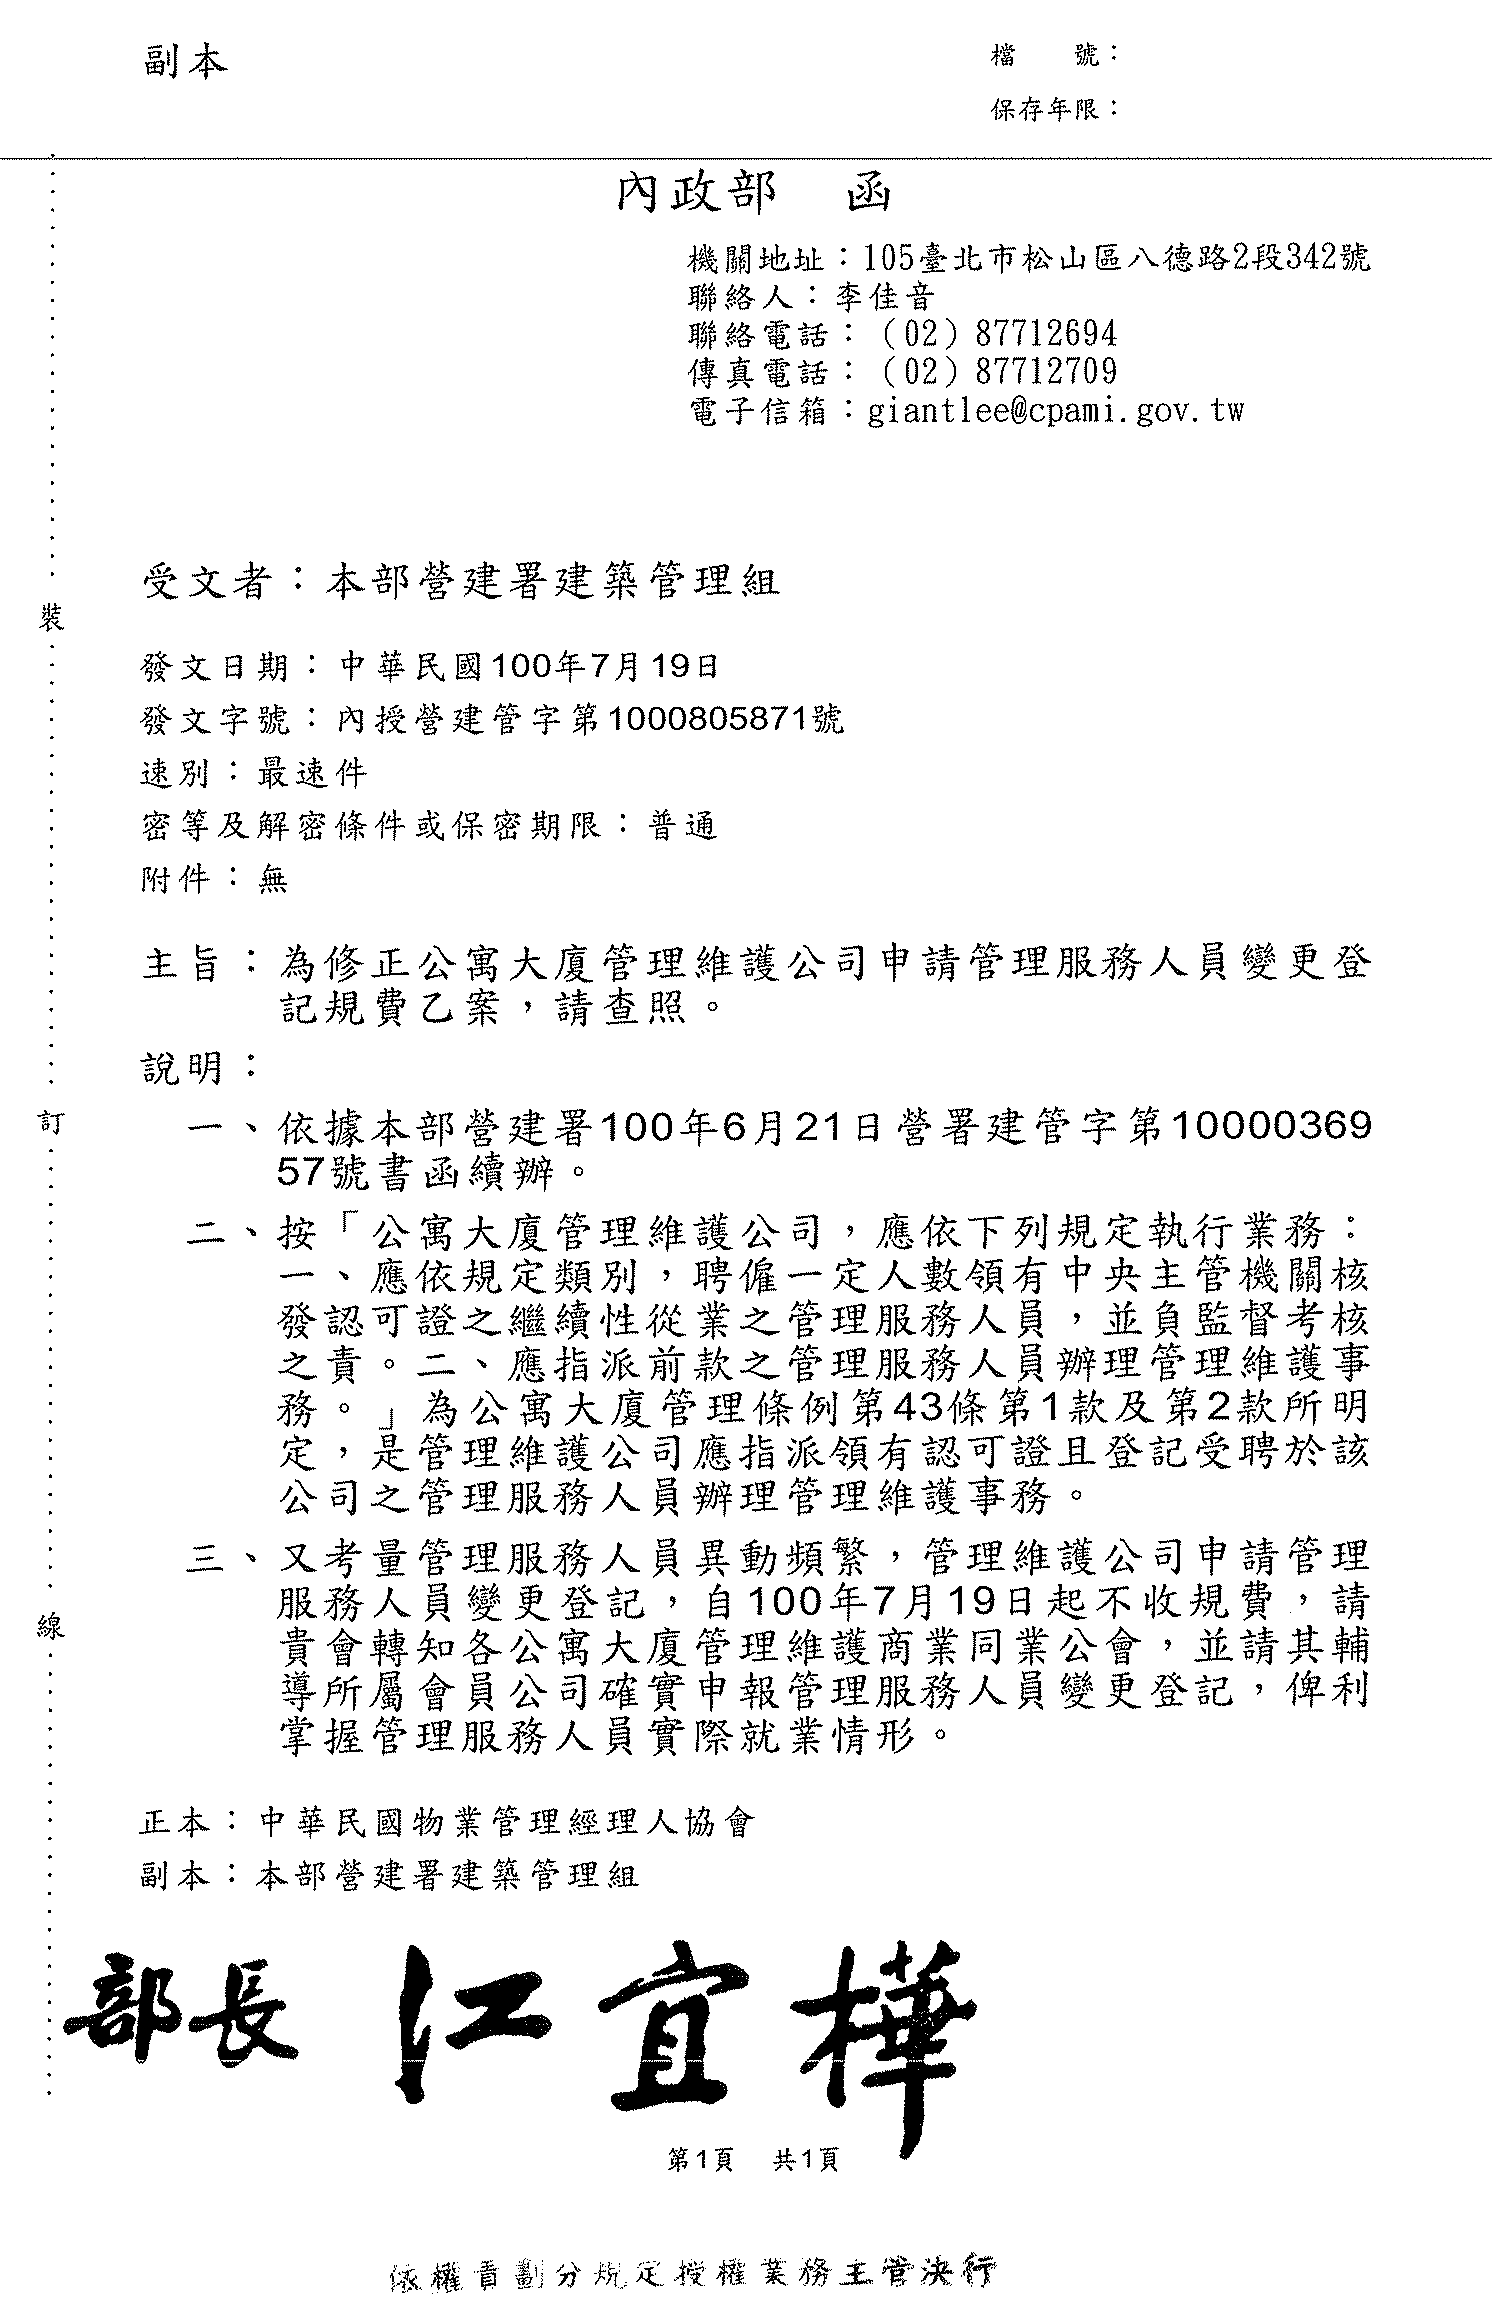 副本
檔　　號：
保存年限：
內政部　函
機關地址：105臺北市松山區八德路2段342號
聯絡人：李佳音
聯絡電話：（02）87712694
傳真電話：（02）87712709
電子信箱：giantlee@cpami.gov.tw
受文者：本部營建署建築管理組
發文日期：中華民國100年7月19日
發文字號：內授營建管字第1000805871號
速別：最速件
密等及解密條件或保密期限：普通
附件：無
主旨：為修正公寓大廈管理維護公司申請管理服務人員變更登
記規費乙案，請查照。
說明：
一、依據本部營建署100年6月21日營署建管字第10000369
57號書函續辦。
二、按「公寓大廈管理維護公司，應依下列規定執行業務：
一、應依規定類別，聘僱一定人數領有中央主管機關核
發認可證之繼續性從業之管理服務人員，並負監督考核
之責。二、應指派前款之管理服務人員辦理管理維護事
務。」為公寓大廈管理條例第43條第1款及第2款所明
定，是管理維護公司應指派領有認可證且登記受聘於該
公司之管理服務人員辦理管理維護事務。
三、又考量管理服務人員異動頻繁，管理維護公司申請管理
服務人員變更登記，自100年7月19日起不收規費，請
貴會轉知各公寓大廈管理維護商業同業公會，並請其輔
導所屬會員公司確實申報管理服務人員變更登記，俾利
掌握管理服務人員實際就業情形。
正本：中華民國物業管理經理人協會
副本：本部營建署建築管理組
部長 江宜樺
第1頁　共1頁
依權責劃分規定授權業務主管決行
裝
訂
線